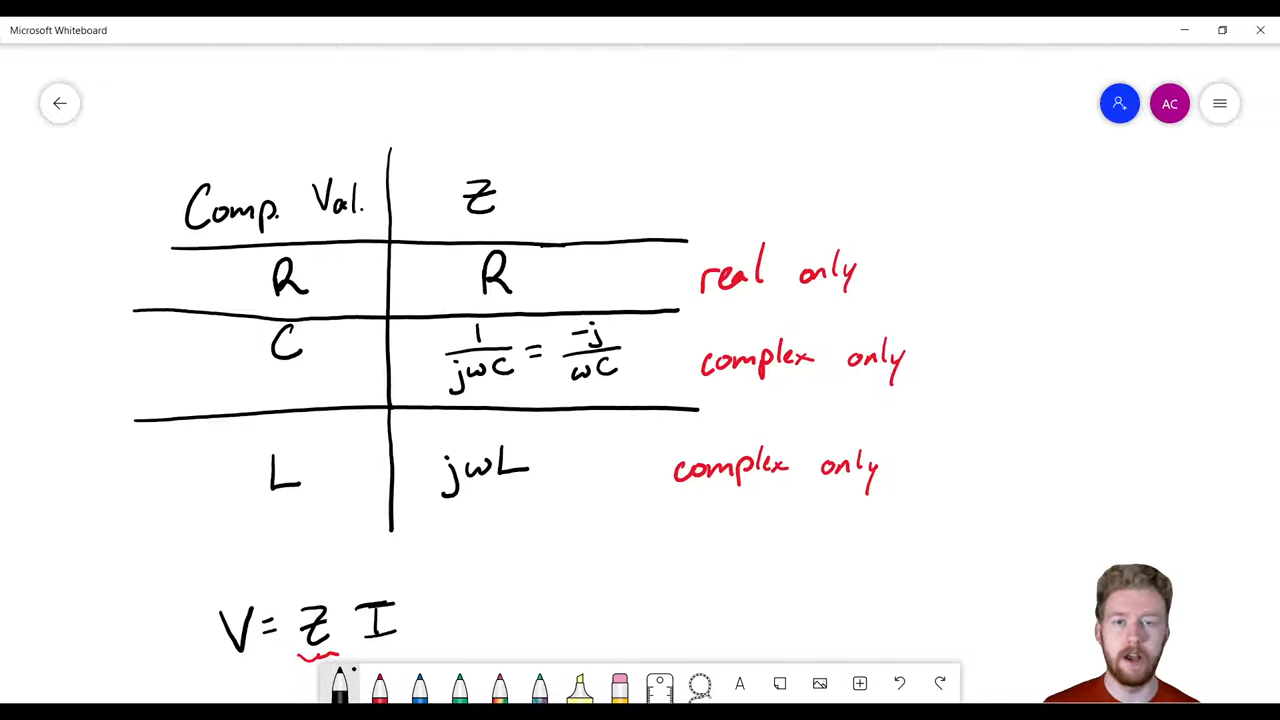 Microsoft Whiteboard
AC
Comp. Val. Z
R R real only
C 1/jωC = -j/ωC complex only
L jωL complex only
V = Z I
A